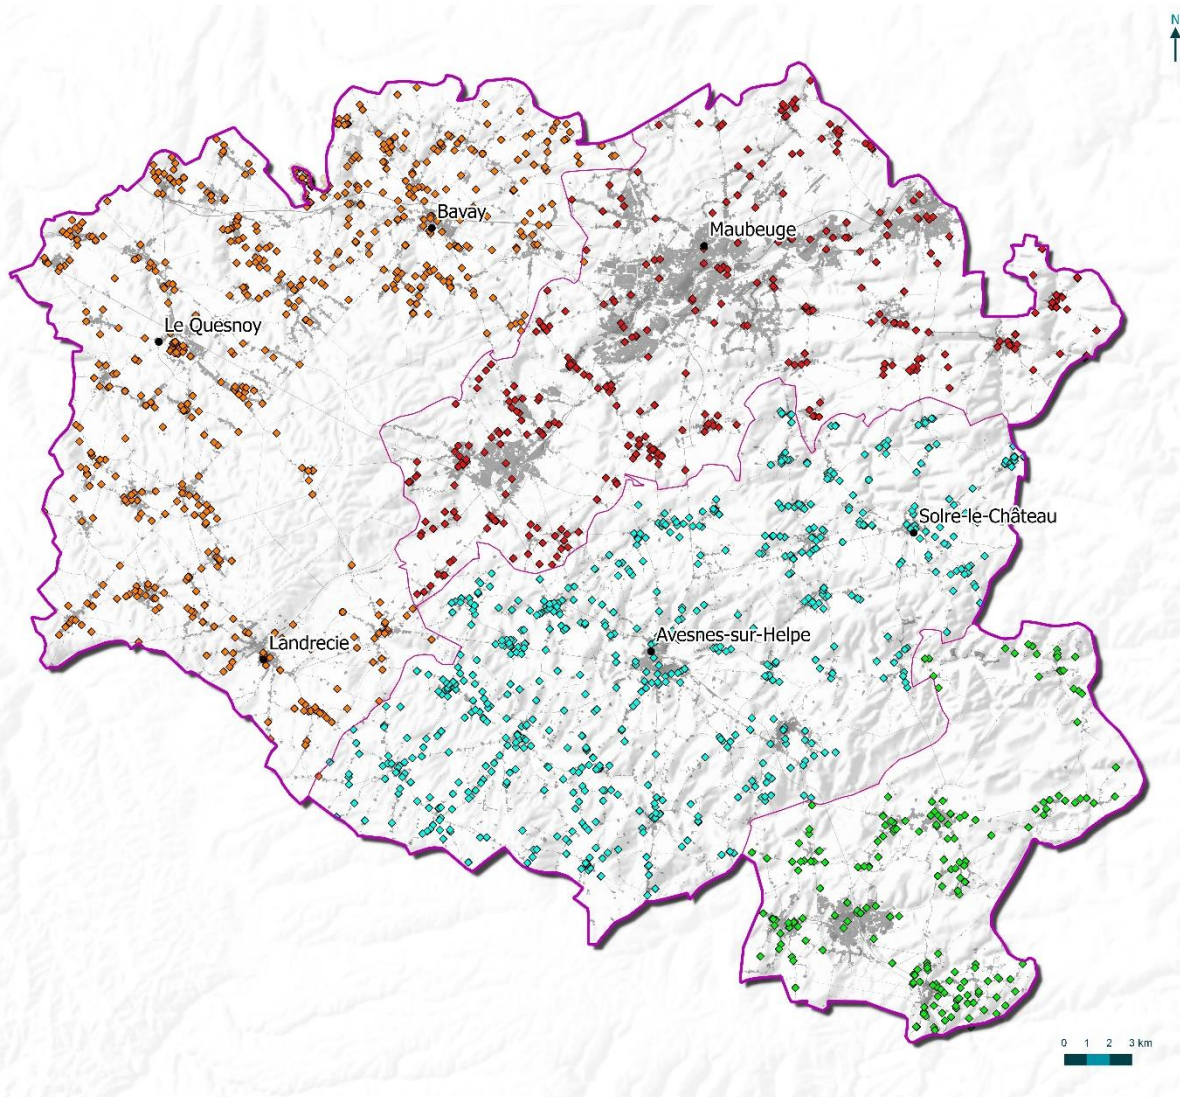 N
Bavay
Maubeuge
Le Quesnoy
Solre-le-Château
Avesnes-sur-Helpe
Landrecie
0 1 2 3 km